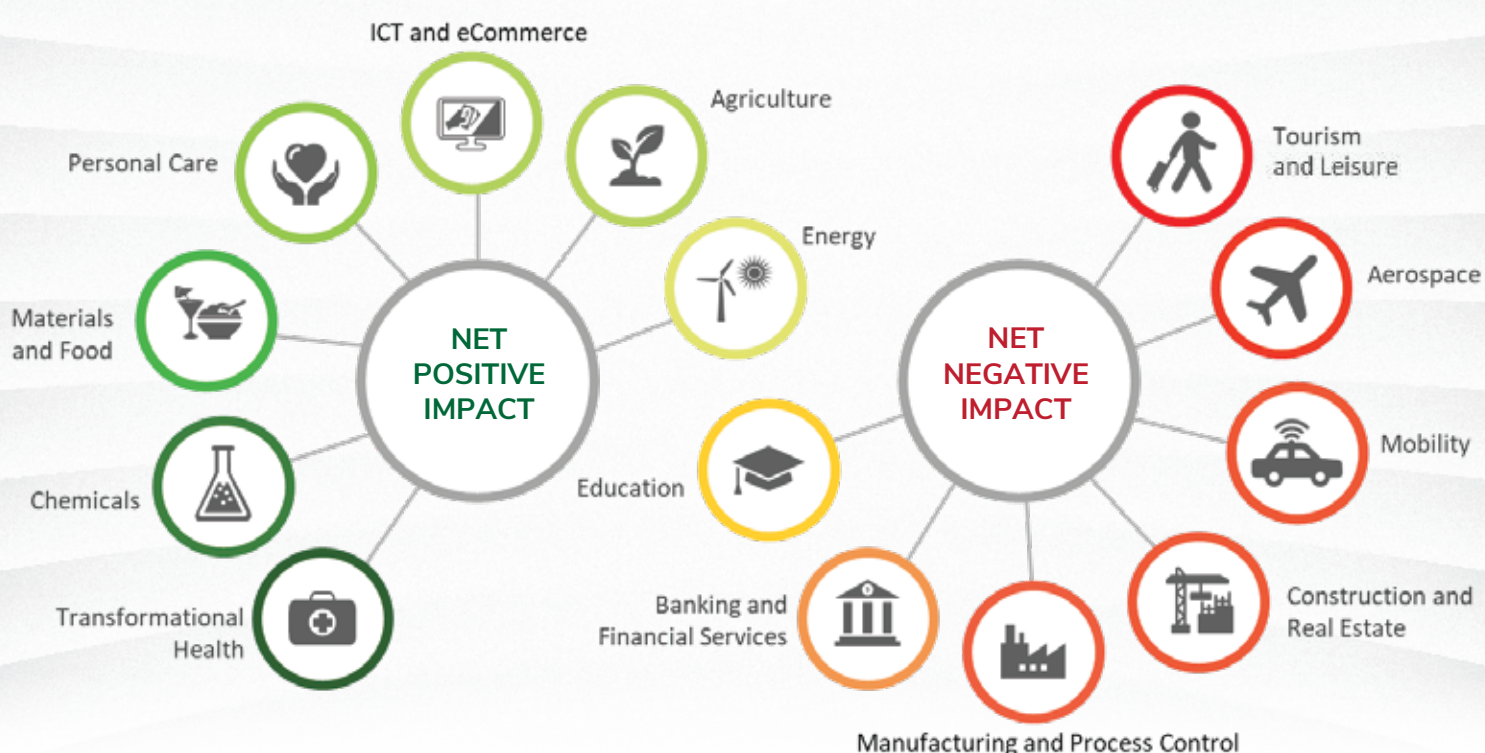 ICT and eCommerce
Agriculture
Personal Care
Energy
Materials
and Food
NET
POSITIVE
IMPACT
Chemicals
Transformational
Health
Tourism
and Leisure
Aerospace
NET
NEGATIVE
IMPACT
Mobility
Education
Construction and
Real Estate
Banking and
Financial Services
Manufacturing and Process Control